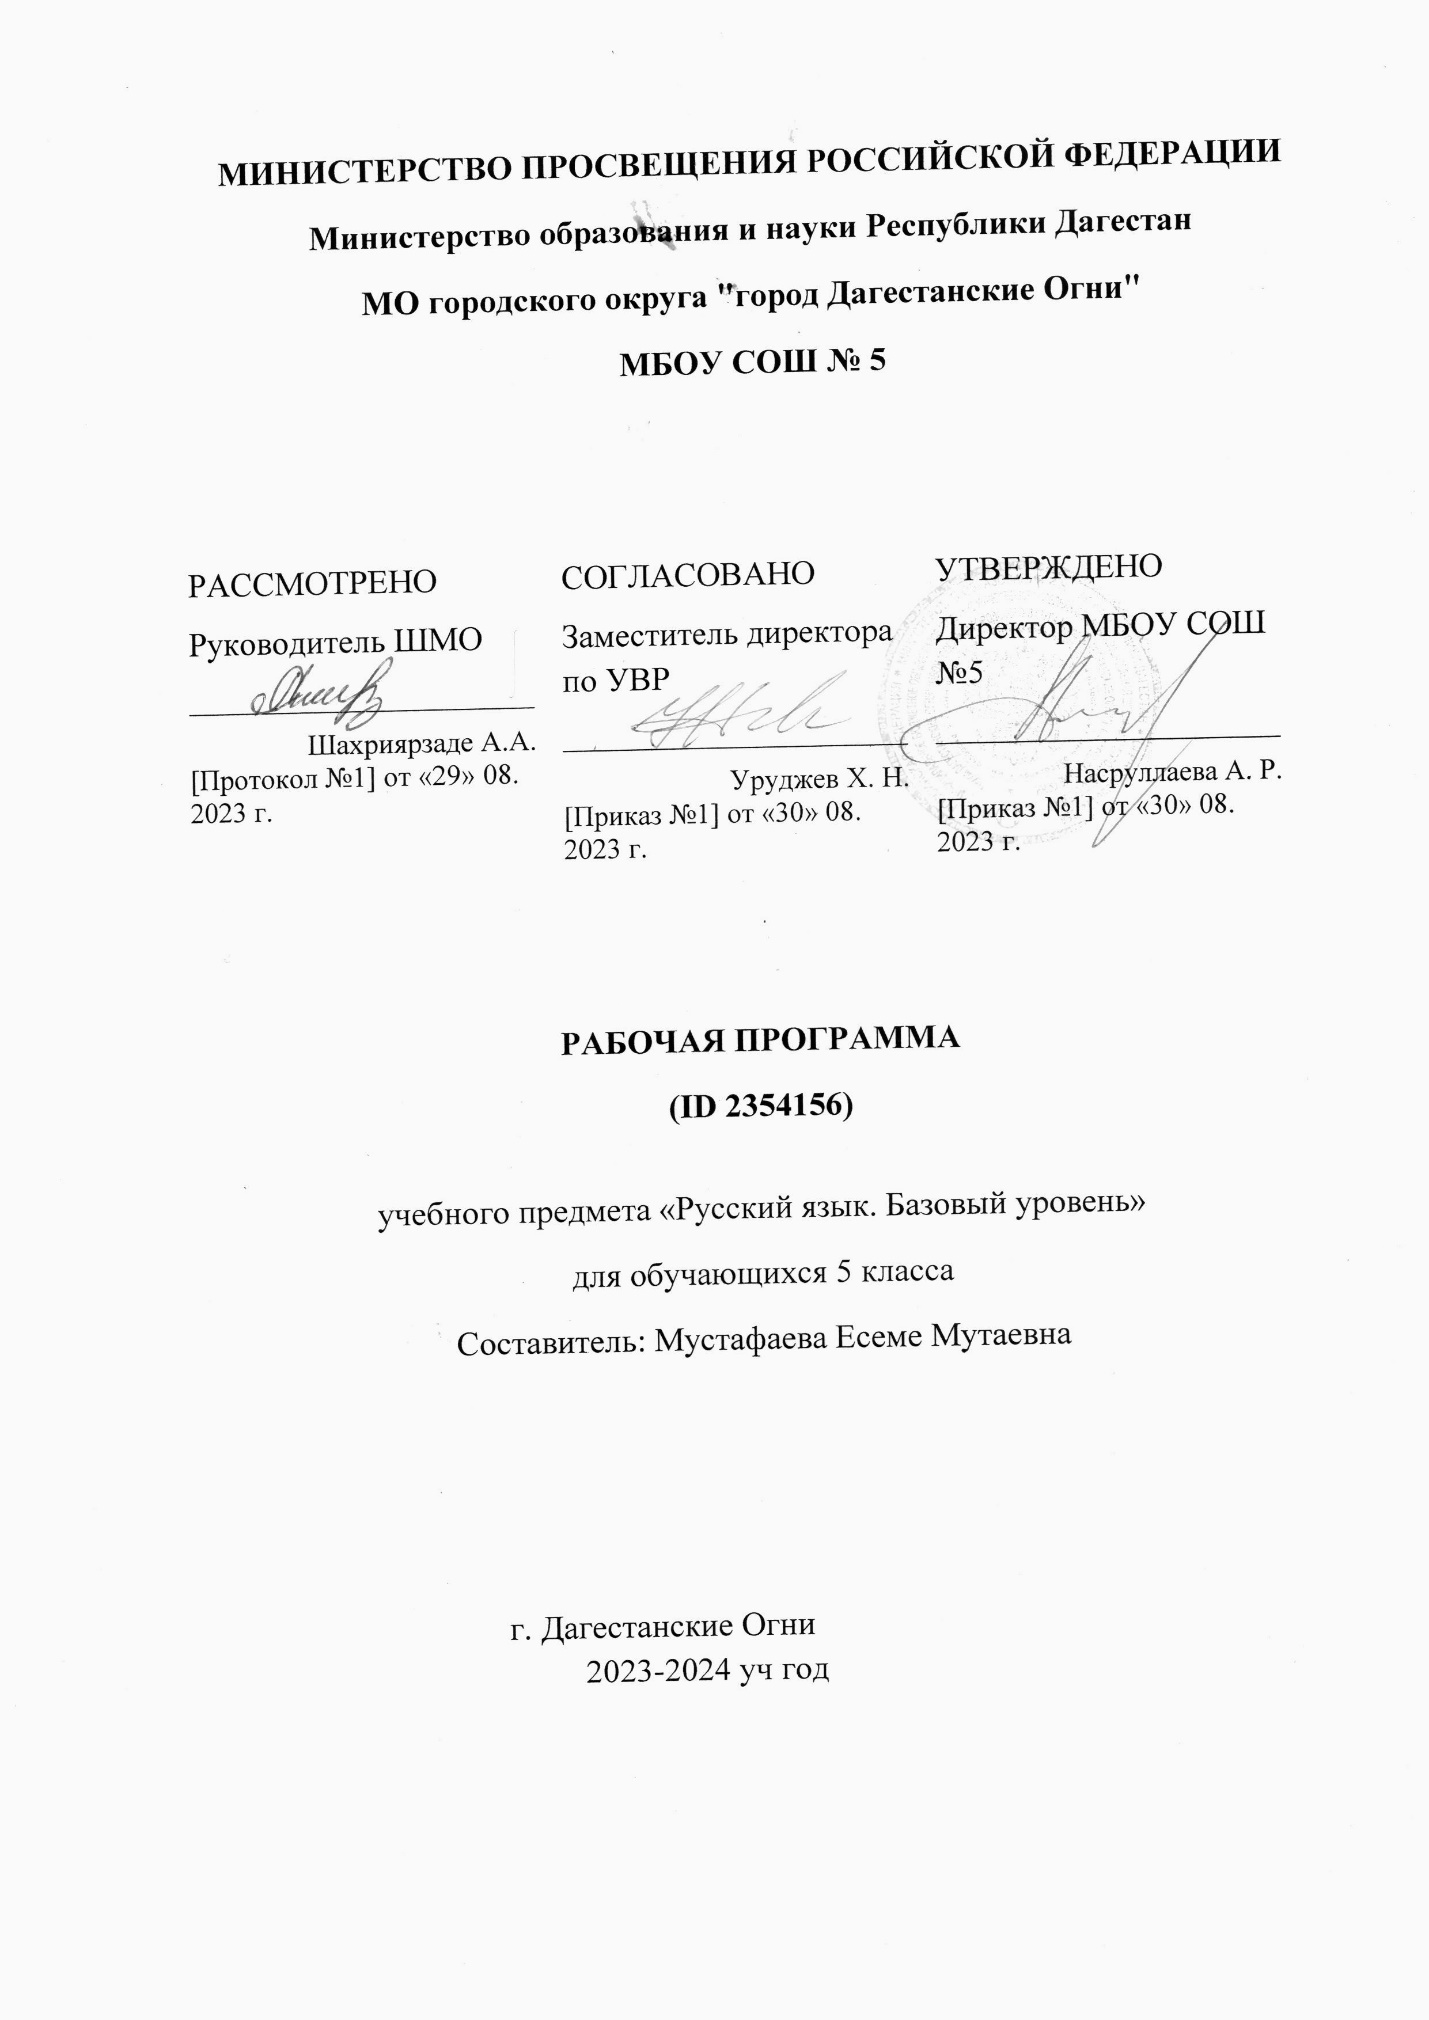 МИНИСТЕРСТВО ПРОСВЕЩЕНИЯ РОССИЙСКОЙ ФЕДЕРАЦИИ
Министерство образования и науки Республики Дагестан
МО городского округа "город Дагестанские Огни"
МБОУ СОШ № 5
РАССМОТРЕНО
Руководитель ШМО
Шахриярзаде А.А.
[Протокол №1] от «29» 08.
2023 г.
СОГЛАСОВАНО
Заместитель директора
по УВР
Уруджев Х. Н.
[Приказ №1] от «30» 08.
2023 г.
УТВЕРЖДЕНО
Директор МБОУ СОШ
№5
Насруллаева А. Р.
[Приказ №1] от «30» 08.
2023 г.
РАБОЧАЯ ПРОГРАММА
(ID 2354156)
учебного предмета «Русский язык. Базовый уровень»
для обучающихся 5 класса
Составитель: Мустафаева Есеме Мутаевна
г. Дагестанские Огни
2023-2024 уч год